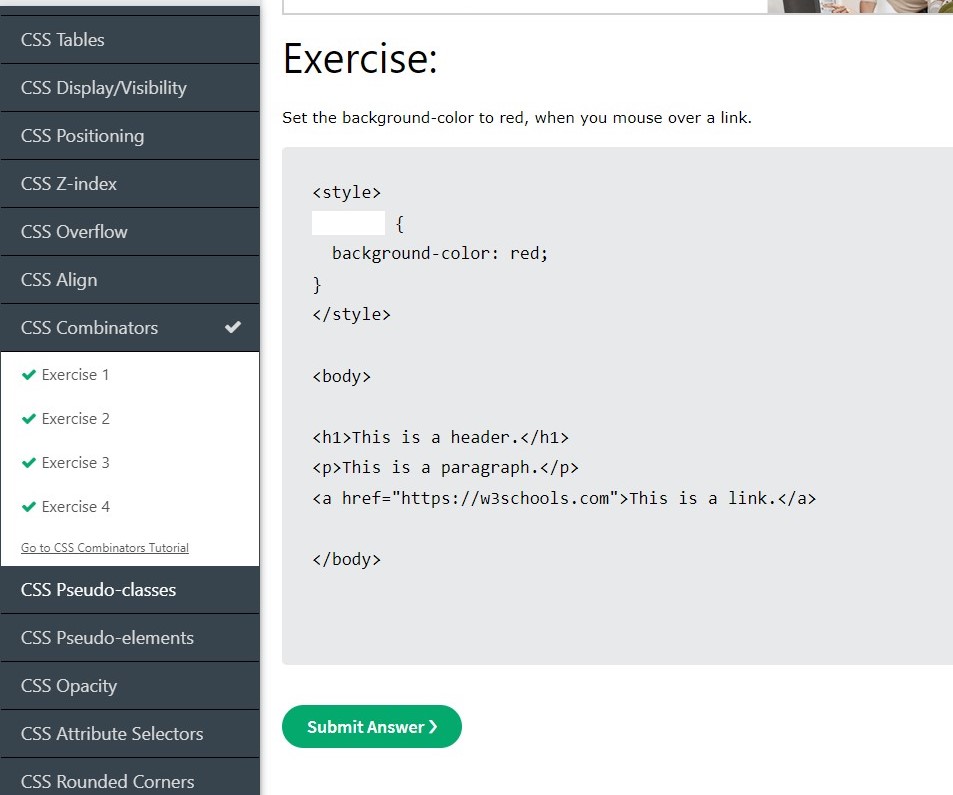 CSS Tables
CSS Display/Visibility
CSS Positioning
CSS Z-index
CSS Overflow
CSS Align
CSS Combinators
Exercise 1
Exercise 2
Exercise 3
Exercise 4
Go to CSS Combinators Tutorial
CSS Pseudo-classes
CSS Pseudo-elements
CSS Opacity
CSS Attribute Selectors
CSS Rounded Corners
Exercise:
Set the background-color to red, when you mouse over a link.
<style>
{
background-color: red;
}
</style>
<body>
<h1>This is a header.</h1>
<p>This is a paragraph.</p>
<a href="https://w3schools.com">This is a link.</a>
</body>
Submit Answer ❯